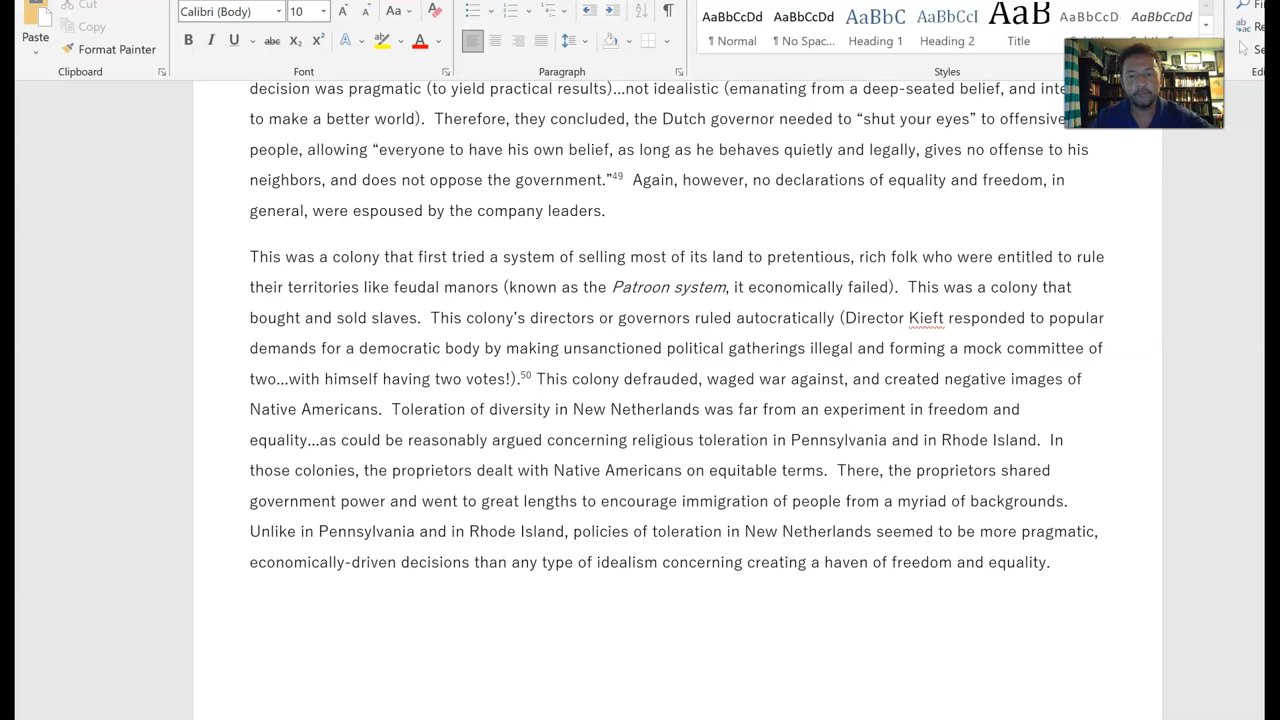 Cut
Calibri (Body) 10 A A Aa A
AaBbCcDd AaBbCcDd AaBbC AaBbCcI AaB AaBbCcD AaBbCcDd
Copy
Paste
Format Painter
B I U abc X₂ X² A A
¶ Normal ¶ No Spac... Heading 1 Heading 2 Title
Clipboard Font Paragraph Styles
decision was pragmatic (to yield practical results)...not idealistic (emanating from a deep-seated belief, and
to make a better world).  Therefore, they concluded, the Dutch governor needed to “shut your eyes” to offensive
people, allowing “everyone to have his own belief, as long as he behaves quietly and legally, gives no offense to his
neighbors, and does not oppose the government.”⁴⁹  Again, however, no declarations of equality and freedom, in
general, were espoused by the company leaders.
This was a colony that first tried a system of selling most of its land to pretentious, rich folk who were entitled to rule
their territories like feudal manors (known as the Patroon system, it economically failed).  This was a colony that
bought and sold slaves.  This colony’s directors or governors ruled autocratically (Director Kieft responded to popular
demands for a democratic body by making unsanctioned political gatherings illegal and forming a mock committee of
two...with himself having two votes!).⁵⁰ This colony defrauded, waged war against, and created negative images of
Native Americans.  Toleration of diversity in New Netherlands was far from an experiment in freedom and
equality...as could be reasonably argued concerning religious toleration in Pennsylvania and in Rhode Island.  In
those colonies, the proprietors dealt with Native Americans on equitable terms.  There, the proprietors shared
government power and went to great lengths to encourage immigration of people from a myriad of backgrounds.
Unlike in Pennsylvania and in Rhode Island, policies of toleration in New Netherlands seemed to be more pragmatic,
economically-driven decisions than any type of idealism concerning creating a haven of freedom and equality.